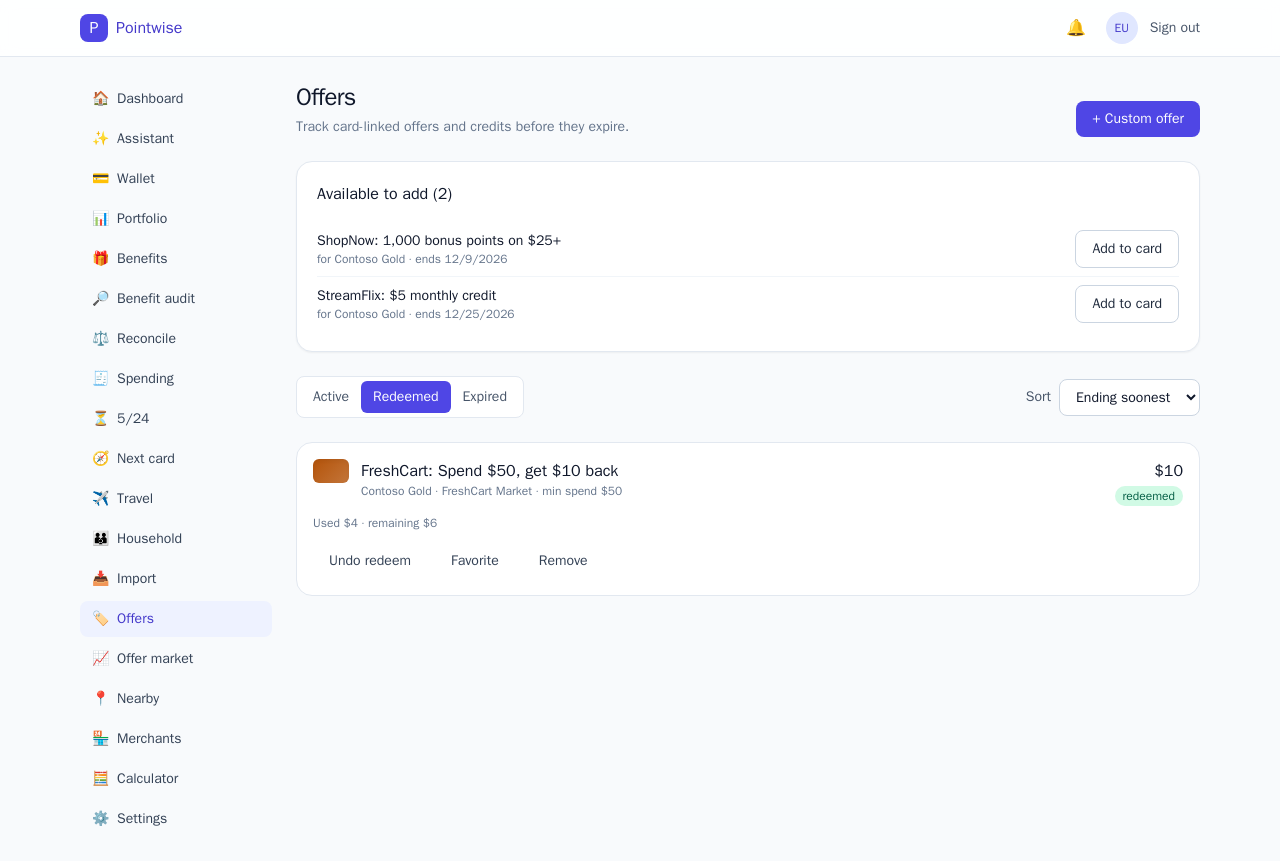 P Pointwise
EU Sign out
Dashboard
Assistant
Wallet
Portfolio
Benefits
Benefit audit
Reconcile
Spending
5/24
Next card
Travel
Household
Import
Offers
Offer market
Nearby
Merchants
Calculator
Settings
Offers
Track card-linked offers and credits before they expire.
+ Custom offer
Available to add (2)
ShopNow: 1,000 bonus points on $25+
for Contoso Gold · ends 12/9/2026
Add to card
StreamFlix: $5 monthly credit
for Contoso Gold · ends 12/25/2026
Add to card
Active Redeemed Expired
Sort Ending soonest
FreshCart: Spend $50, get $10 back
$10
Contoso Gold · FreshCart Market · min spend $50
redeemed
Used $4 · remaining $6
Undo redeem Favorite Remove